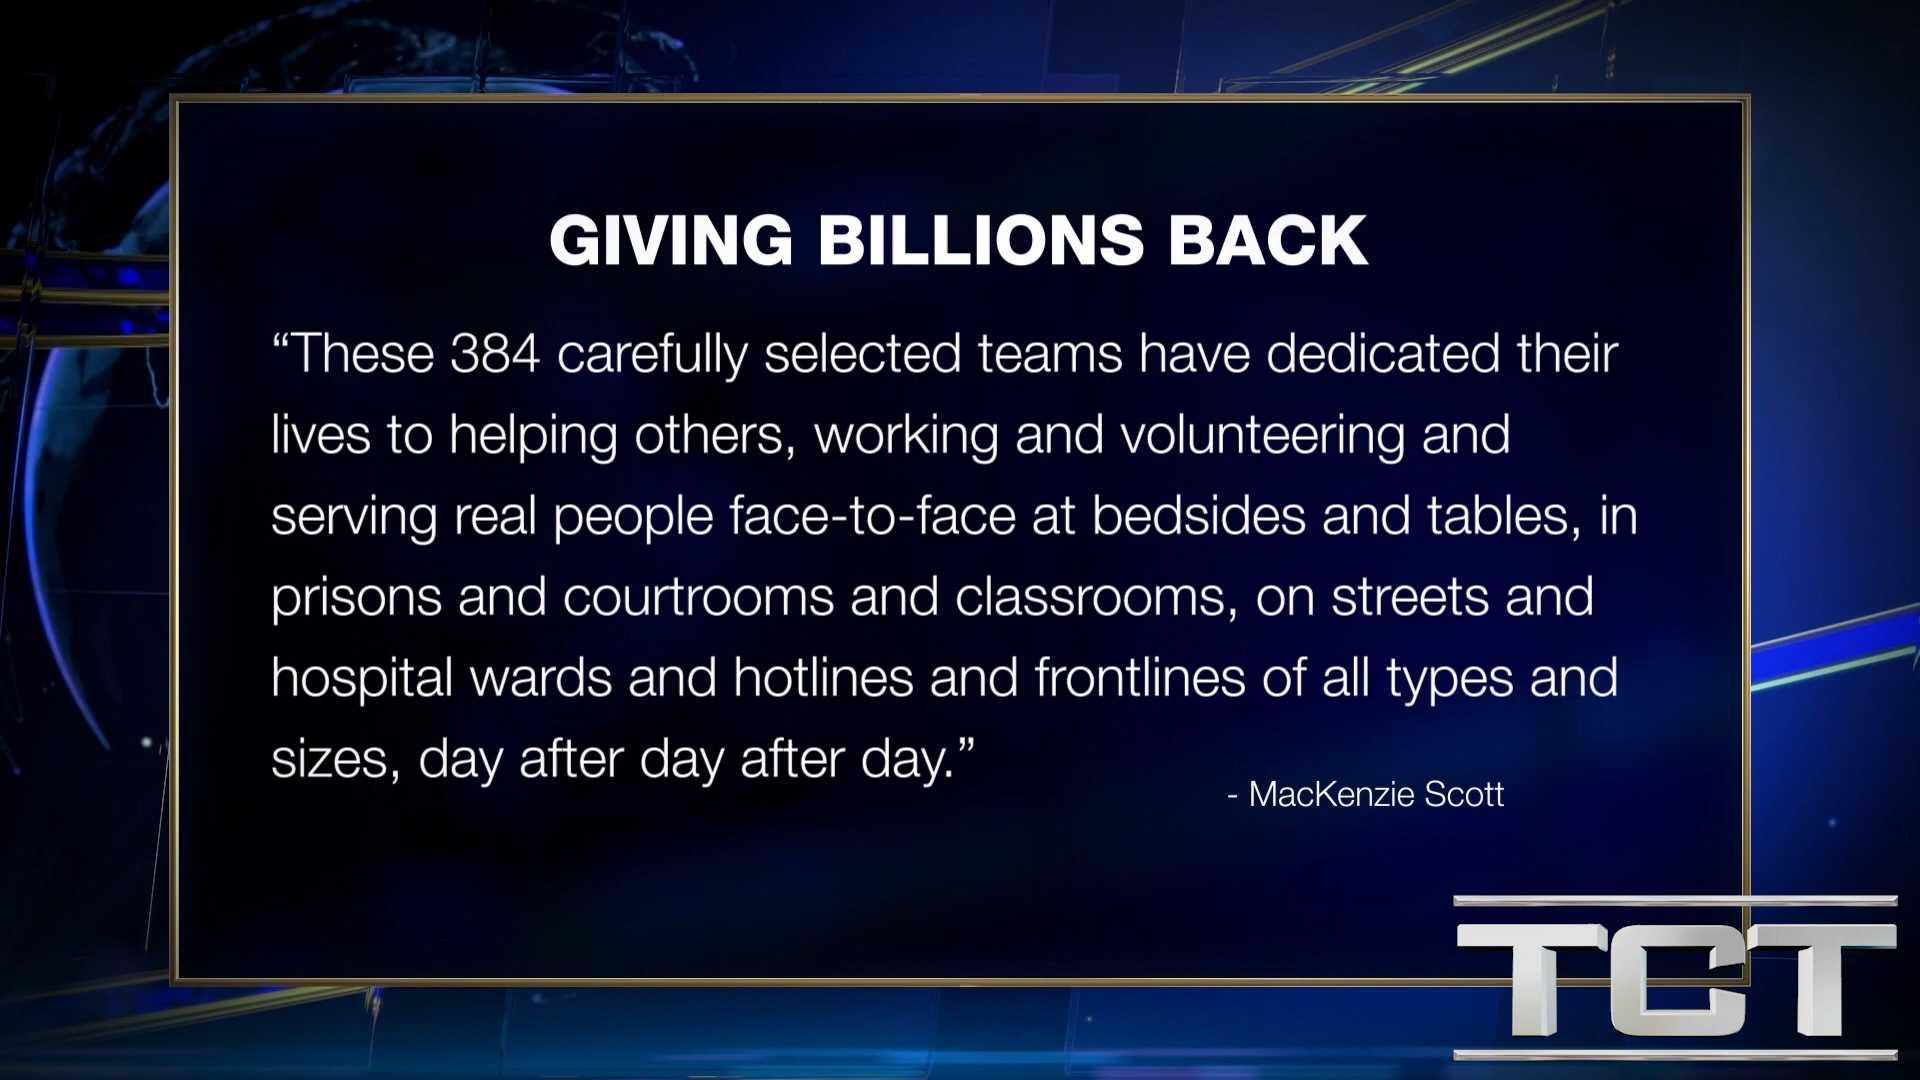 GIVING BILLIONS BACK
“These 384 carefully selected teams have dedicated their
lives to helping others, working and volunteering and
serving real people face-to-face at bedsides and tables, in
prisons and courtrooms and classrooms, on streets and
hospital wards and hotlines and frontlines of all types and
sizes, day after day after day.”
- MacKenzie Scott
TCT